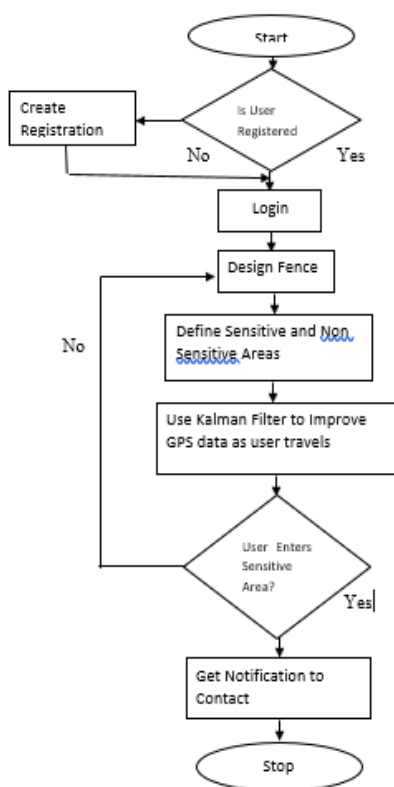 Start
Is User
Registered
Create
Registration
No
Yes
Login
Design Fence
Define Sensitive and Non
Sensitive Areas
No
Use Kalman Filter to Improve
GPS data as user travels
User Enters
Sensitive
Area?
Yes
Get Notification to
Contact
Stop